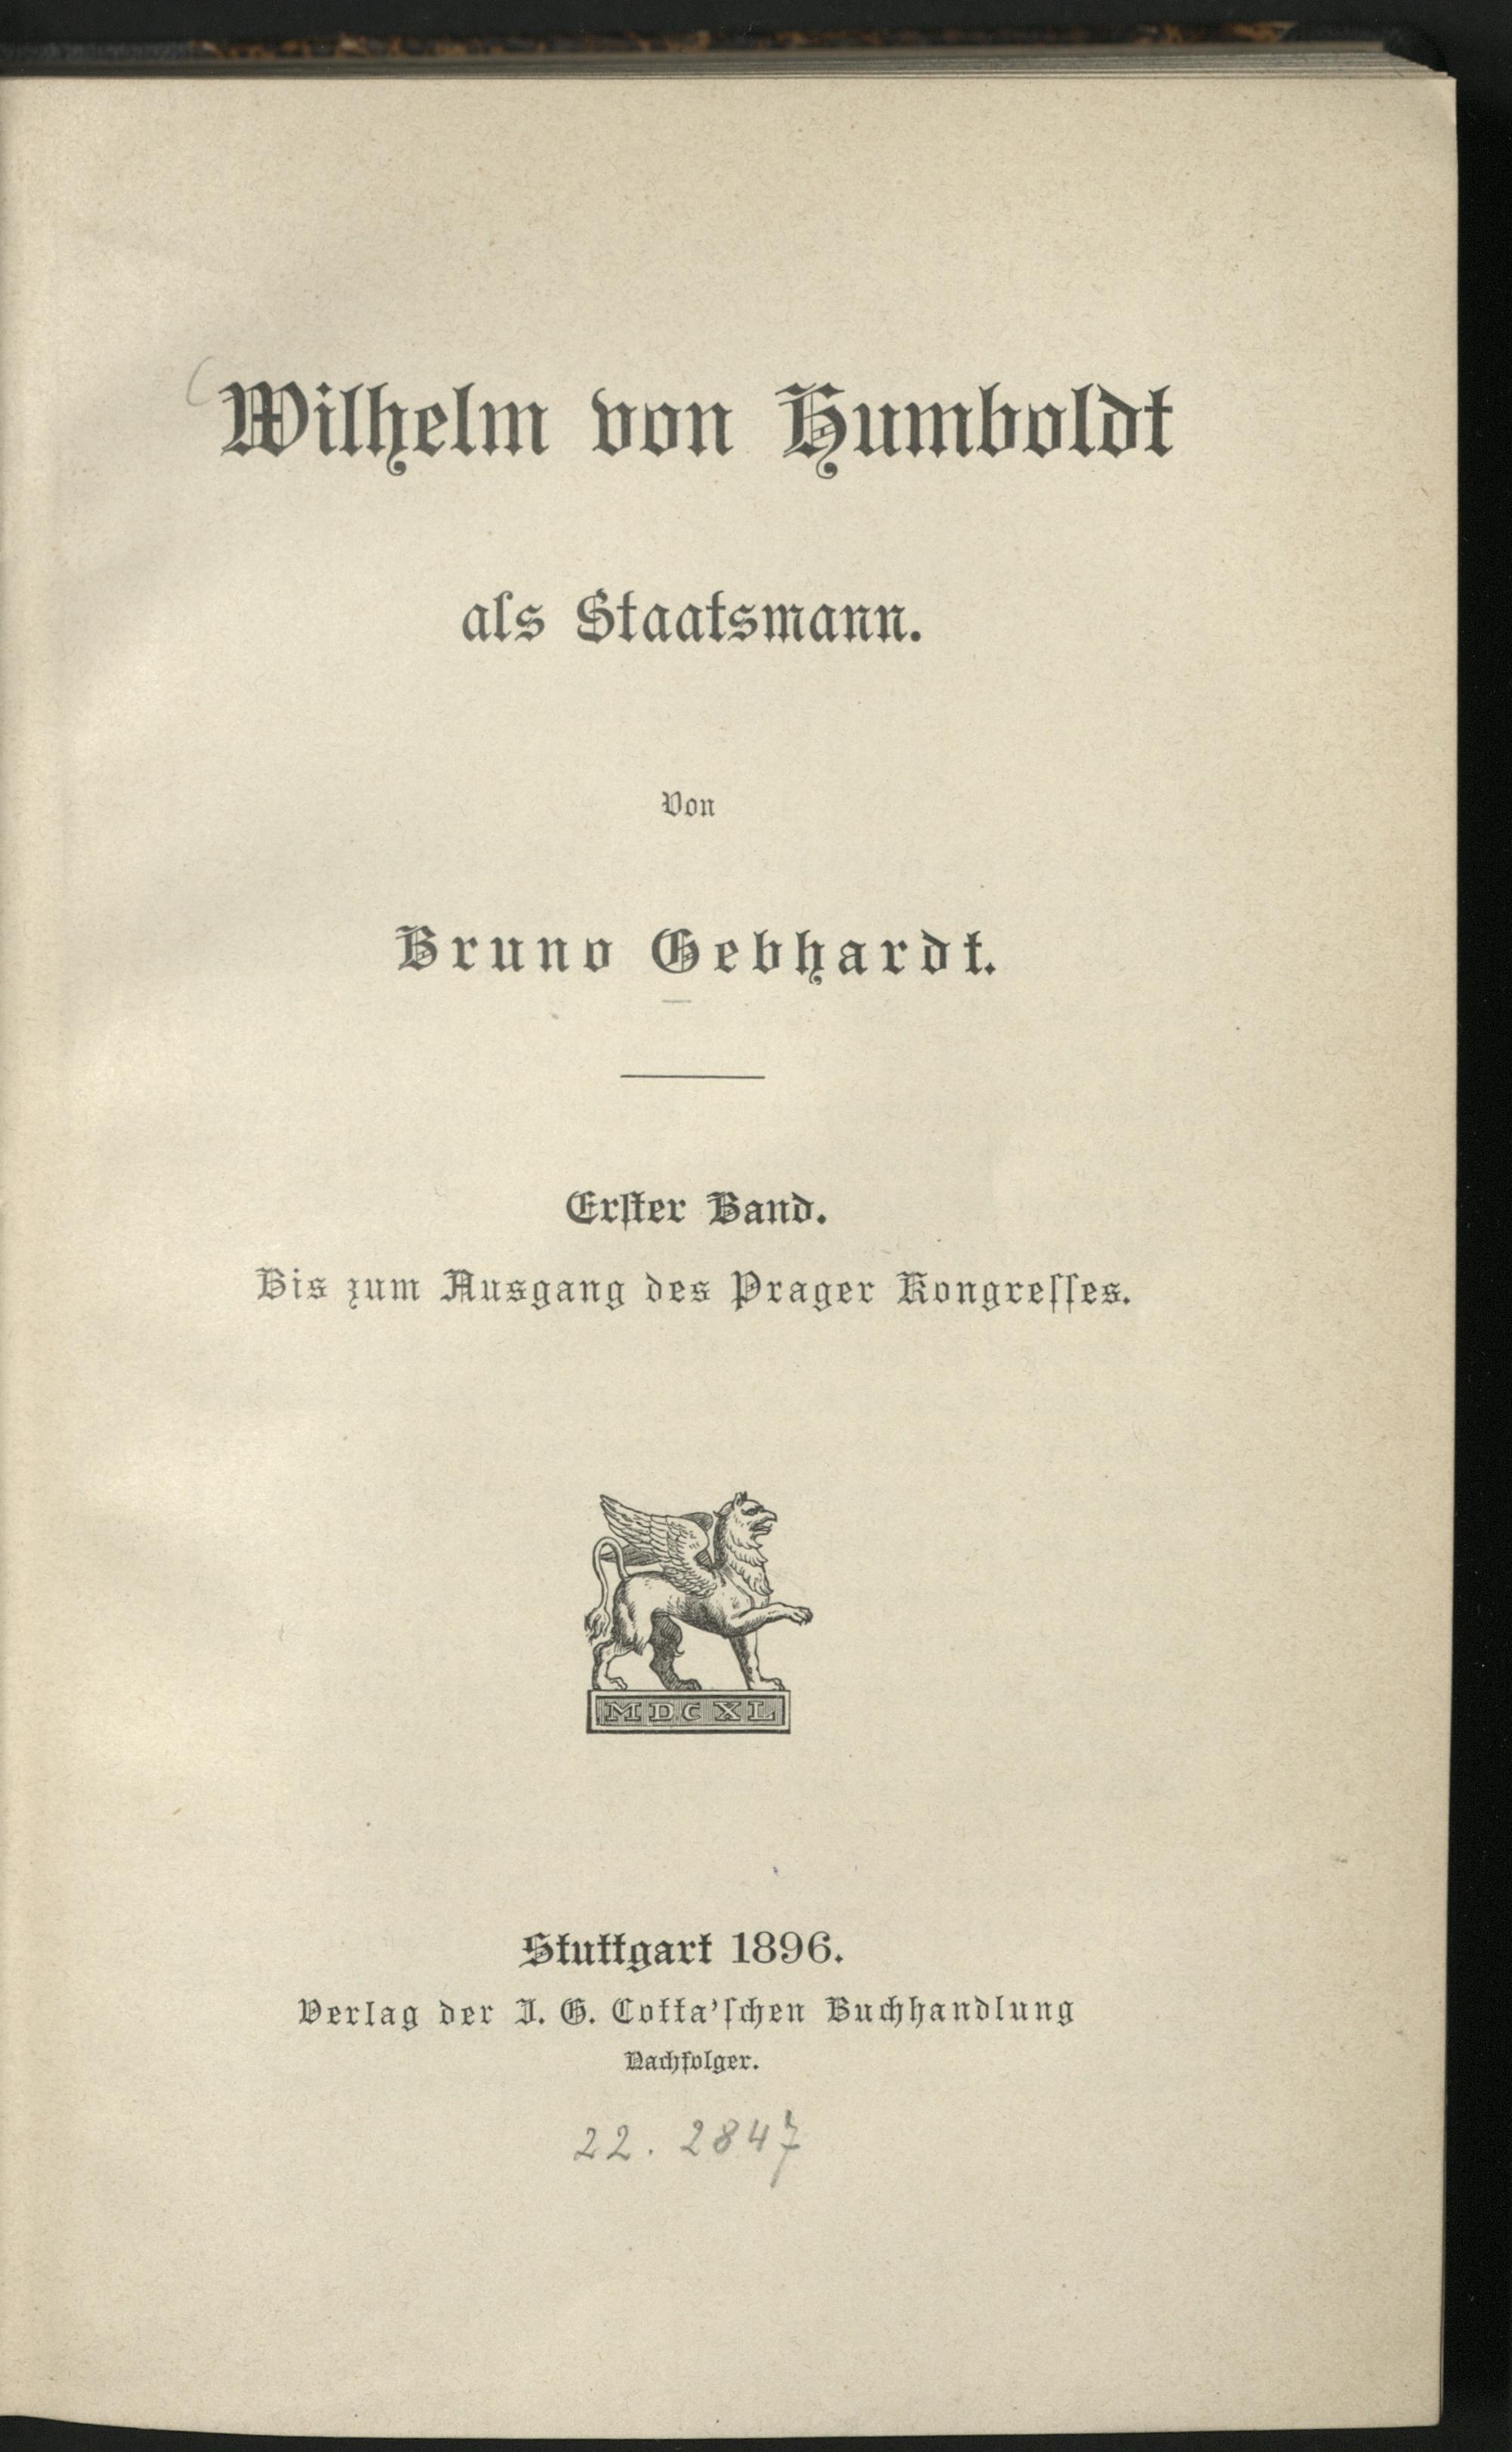 Wilhelm von Humboldt
als Staatsmann.
Von
Bruno Gebhardt.
Erſter Band.
Bis zum Ausgang des Prager Kongreſſes.
MDCXL
Stuttgart 1896.
Verlag der J. G. Cotta'ſchen Buchhandlung
Nachfolger.
22. 2847